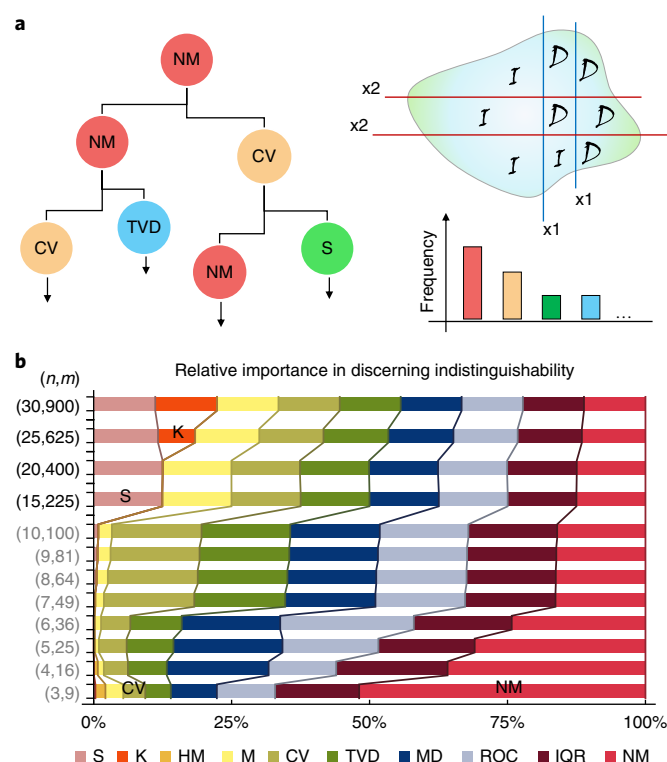 a
NM
NM
CV
CV
TVD
NM
S
I
D
D
x2
I
D
D
x2
I
I
D
x1
x1
Frequency
...
b
Relative importance in discerning indistinguishability
(n,m)
(30,900)
(25,625)
K
(20,400)
(15,225)
S
(10,100)
(9,81)
(8,64)
(7,49)
(6,36)
(5,25)
(4,16)
(3,9)
CV
NM
0%
25%
50%
75%
100%
S K HM M CV TVD MD ROC IQR NM